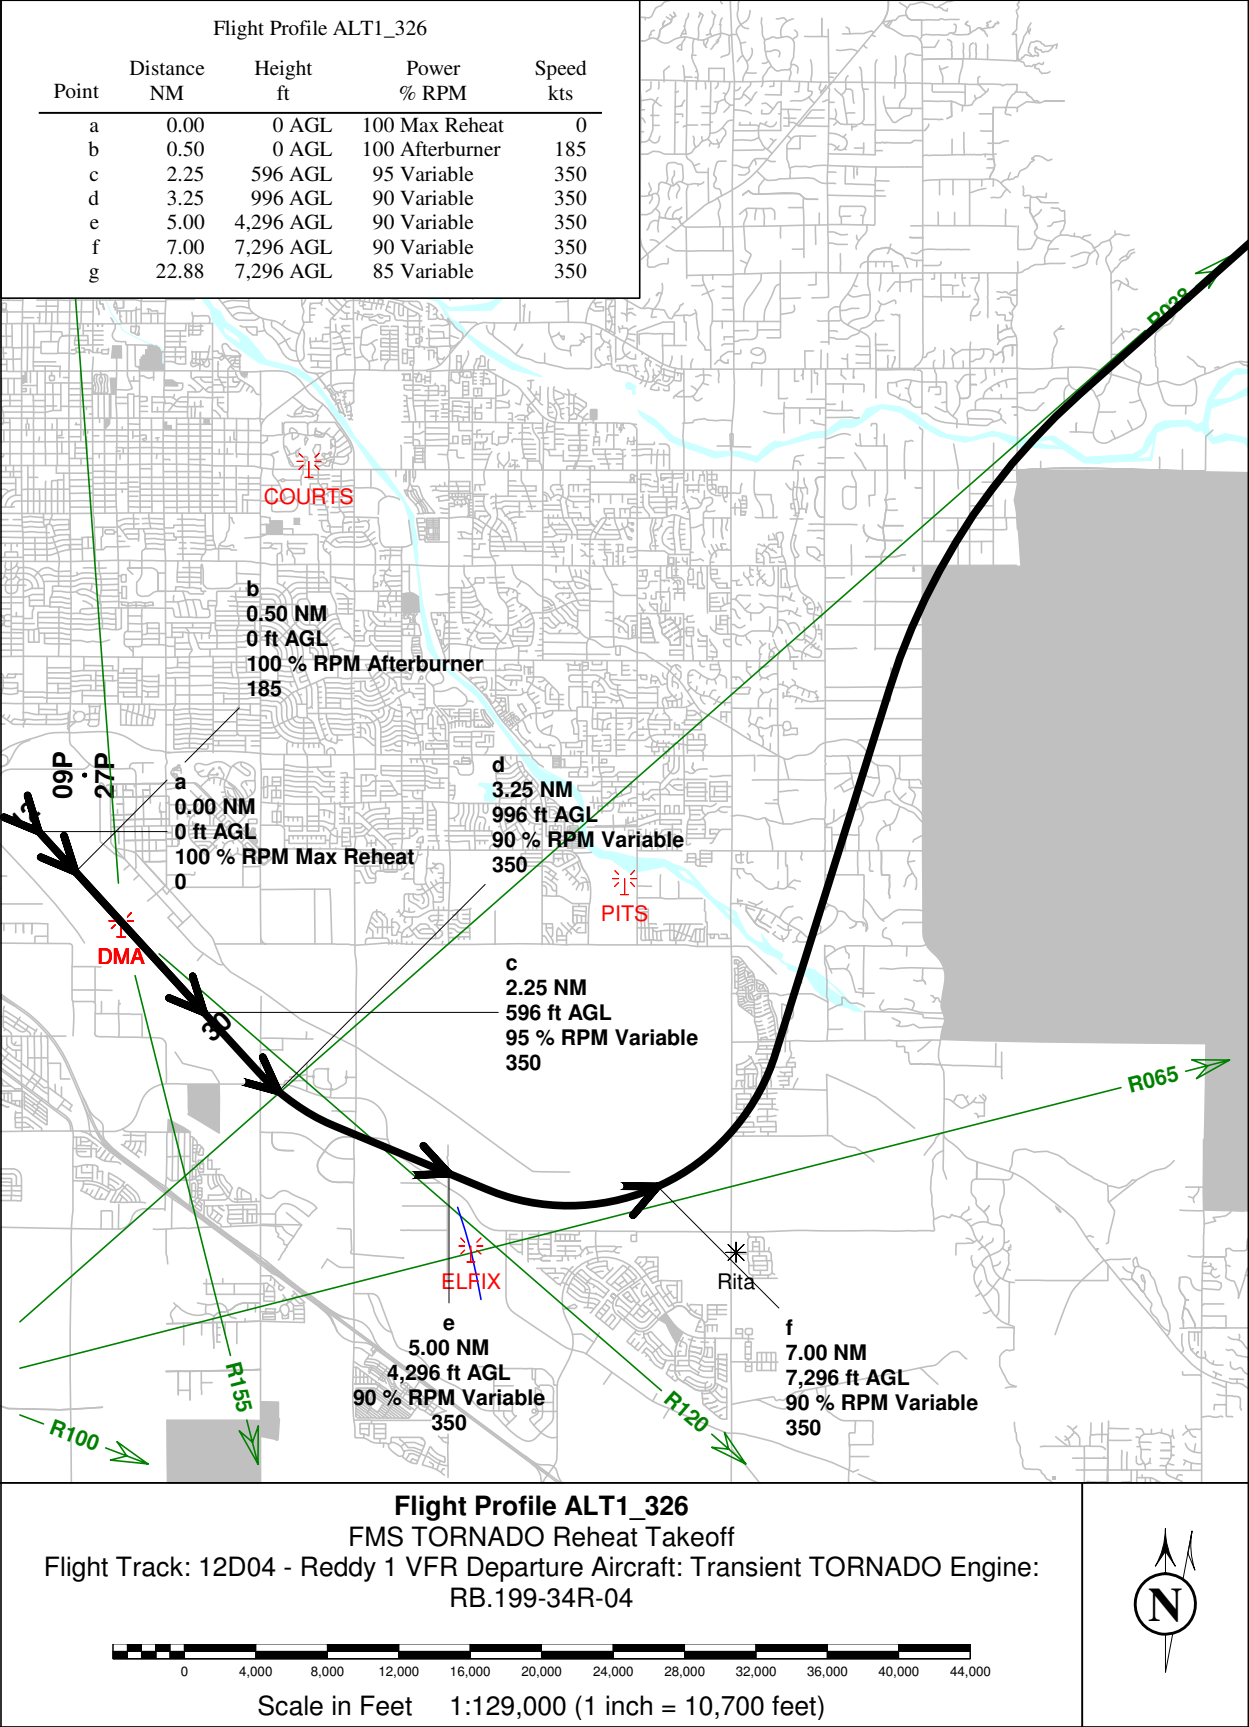 Flight Profile ALT1_326
Point Distance NM Height ft Power % RPM Speed kts
a 0.00 0 AGL 100 Max Reheat 0
b 0.50 0 AGL 100 Afterburner 185
c 2.25 596 AGL 95 Variable 350
d 3.25 996 AGL 90 Variable 350
e 5.00 4,296 AGL 90 Variable 350
f 7.00 7,296 AGL 90 Variable 350
g 22.88 7,296 AGL 85 Variable 350
COURTS
b
0.50 NM
0 ft AGL
100 % RPM Afterburner
185
09P
27P
a
0.00 NM
0 ft AGL
100 % RPM Max Reheat
0
d
3.25 NM
996 ft AGL
90 % RPM Variable
350
PITS
DMA
c
2.25 NM
596 ft AGL
95 % RPM Variable
350
30
R065
ELFIX
Rita
e
5.00 NM
4,296 ft AGL
90 % RPM Variable
350
f
7.00 NM
7,296 ft AGL
90 % RPM Variable
350
R155
R120
R100
Flight Profile ALT1_326
FMS TORNADO Reheat Takeoff
Flight Track: 12D04 - Reddy 1 VFR Departure Aircraft: Transient TORNADO Engine:
RB.199-34R-04
0 4,000 8,000 12,000 16,000 20,000 24,000 28,000 32,000 36,000 40,000 44,000
Scale in Feet 1:129,000 (1 inch = 10,700 feet)
N